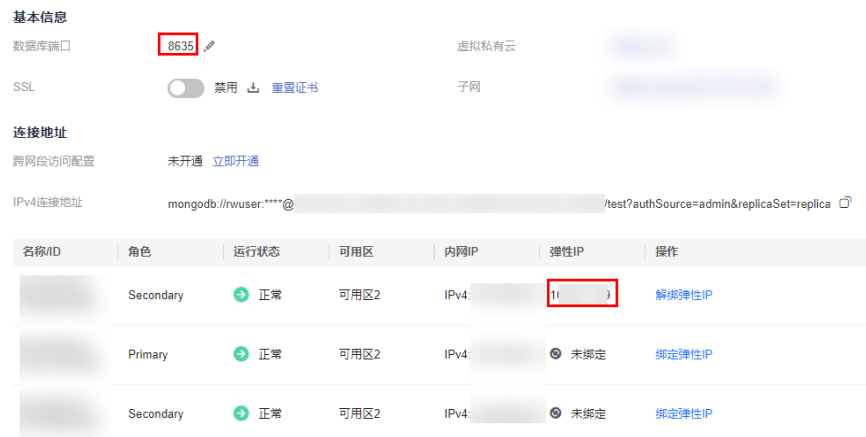 基本信息
数据库端口 8635 虚拟私有云
SSL 禁用 重置证书 子网
连接地址
跨网段访问配置 未开通 立即开通
IPv4连接地址 mongodb://rwuser:****@ /test?authSource=admin&replicaSet=replica
名称/ID 角色 运行状态 可用区 内网IP 弹性IP 操作
Secondary 正常 可用区2 IPv4: 解绑弹性IP
Primary 正常 可用区2 IPv4: 未绑定 绑定弹性IP
Secondary 正常 可用区2 IPv4: 未绑定 绑定弹性IP